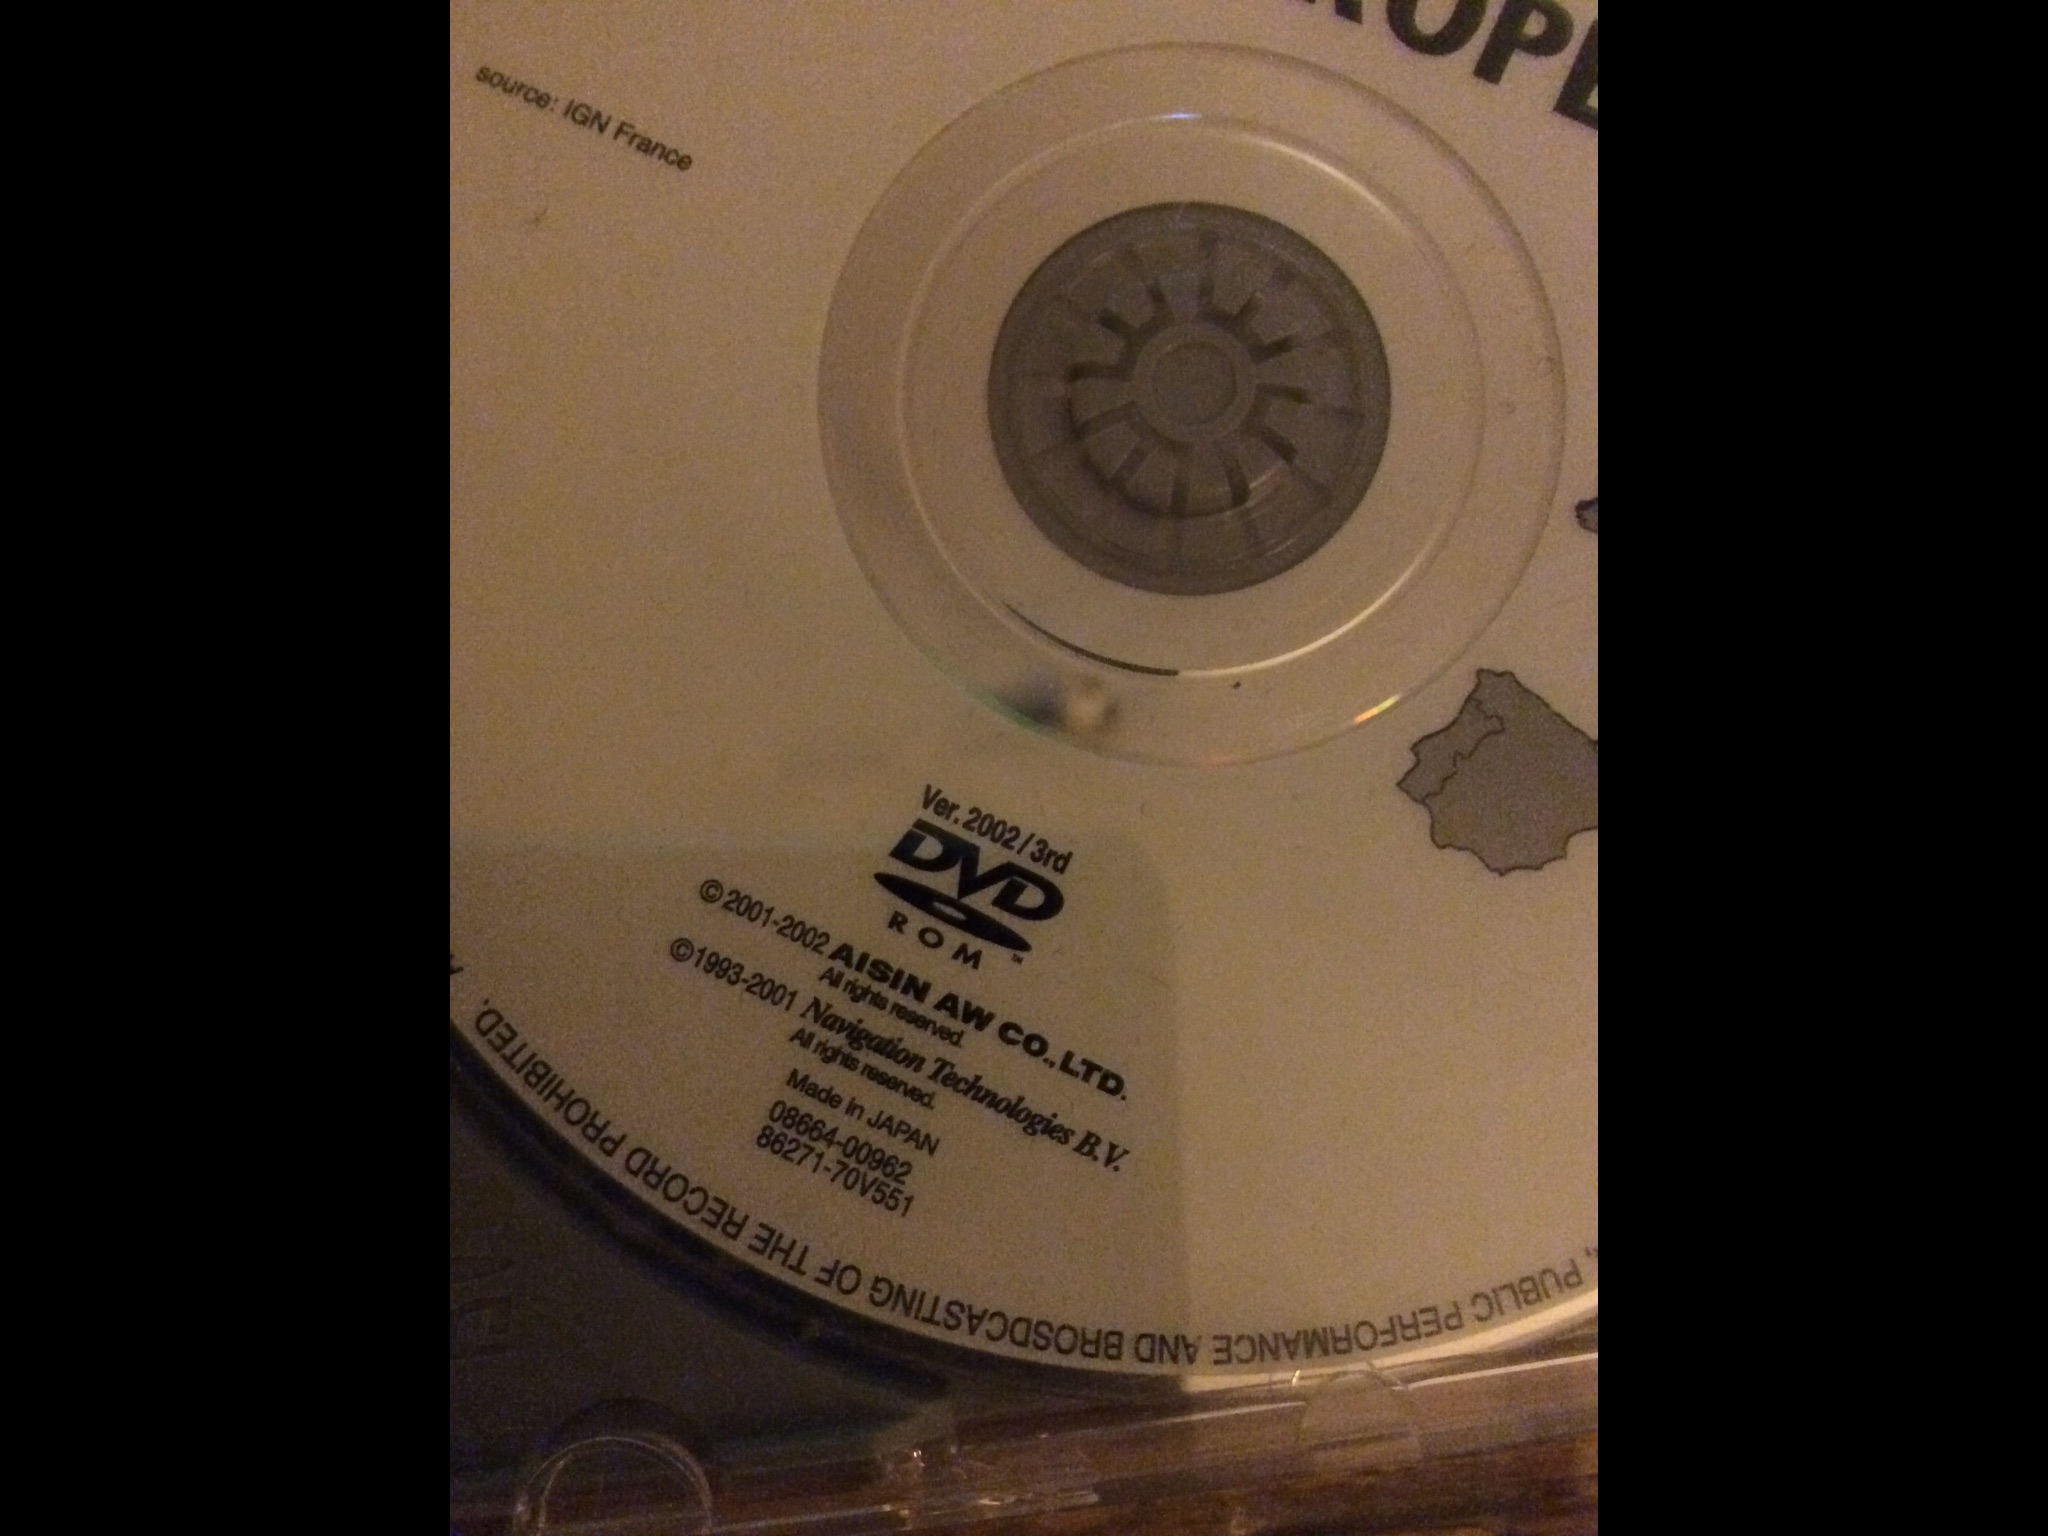 source: IGN France
Ver. 2002/3rd
DVD
ROM™
©2001-2002 AISIN AW CO., LTD.
All rights reserved.
©1993-2001 Navigation Technologies B.V.
All rights reserved.
Made in JAPAN
08664-00962
86271-70V551
, PUBLIC PERFORMANCE AND BROSDCASTING OF THE RECORD PROHIBITED.